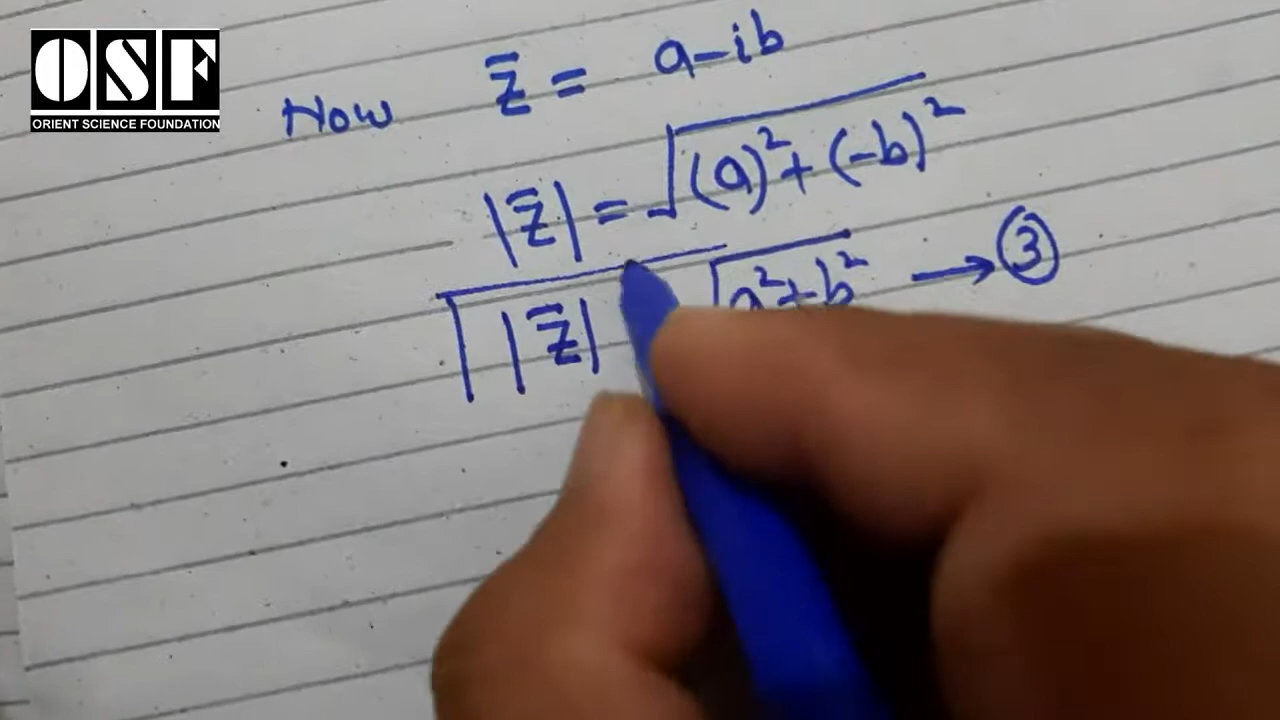 OSF
ORIENT SCIENCE FOUNDATION
Now z̄ = a-ib
|z̄| = √(a)²+(-b)²
|z̄| √a²+b² → ③